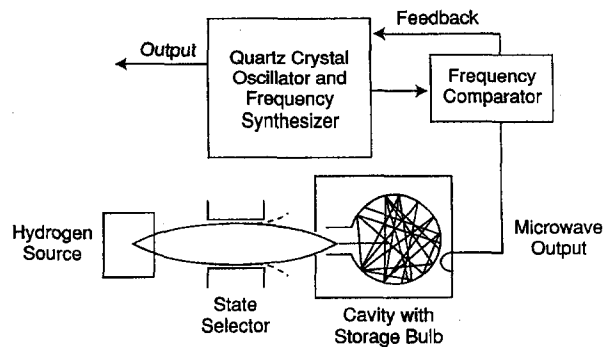 Feedback
Output
Quartz Crystal
Oscillator and
Frequency
Synthesizer
Frequency
Comparator
Hydrogen
Source
State
Selector
Cavity with
Storage Bulb
Microwave
Output